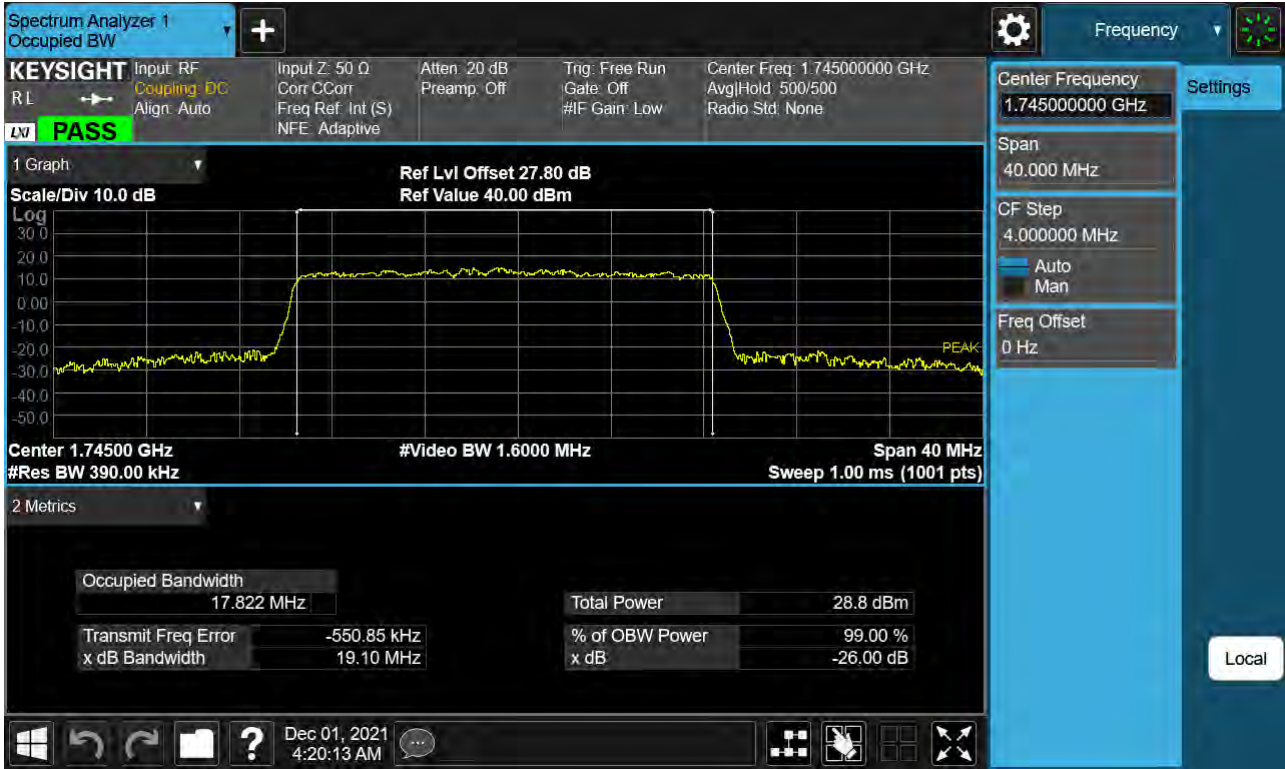 Spectrum Analyzer 1
Occupied BW
Frequency
KEYSIGHT
RL
LXI
PASS
Input: RF
Coupling: DC
Align: Auto
Input Z: 50 Ω
Corr CCorr
Freq Ref: Int (S)
NFE: Adaptive
Atten: 20 dB
Preamp: Off
Trig: Free Run
Gate: Off
#IF Gain: Low
Center Freq: 1.745000000 GHz
Avg|Hold: 500/500
Radio Std: None
Center Frequency
1.745000000 GHz
Settings
Span
40.000 MHz
CF Step
4.000000 MHz
Auto
Man
Freq Offset
0 Hz
Local
1 Graph
Scale/Div 10.0 dB
Ref Lvl Offset 27.80 dB
Ref Value 40.00 dBm
Log
30.0
20.0
10.0
0.00
-10.0
-20.0
-30.0
-40.0
-50.0
PEAK
Center 1.74500 GHz
#Video BW 1.6000 MHz
Span 40 MHz
#Res BW 390.00 kHz
Sweep 1.00 ms (1001 pts)
2 Metrics
Occupied Bandwidth
17.822 MHz
Total Power 28.8 dBm
Transmit Freq Error -550.85 kHz
% of OBW Power 99.00 %
x dB Bandwidth 19.10 MHz
x dB -26.00 dB
?
Dec 01, 2021
4:20:13 AM